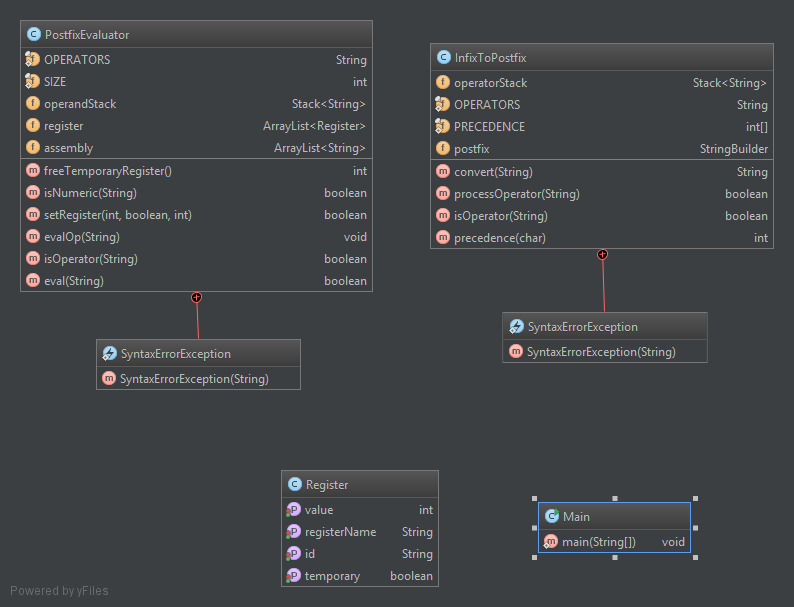 PostfixEvaluator
OPERATORS String
SIZE int
operandStack Stack<String>
register ArrayList<Register>
assembly ArrayList<String>
freeTemporaryRegister() int
isNumeric(String) boolean
setRegister(int, boolean, int) boolean
evalOp(String) void
isOperator(String) boolean
eval(String) boolean
SyntaxErrorException
SyntaxErrorException(String)
InfixToPostfix
operatorStack Stack<String>
OPERATORS String
PRECEDENCE int[]
postfix StringBuilder
convert(String) String
processOperator(String) boolean
isOperator(String) boolean
precedence(char) int
SyntaxErrorException
SyntaxErrorException(String)
Register
value int
registerName String
id String
temporary boolean
Main
main(String[]) void
Powered by yFiles